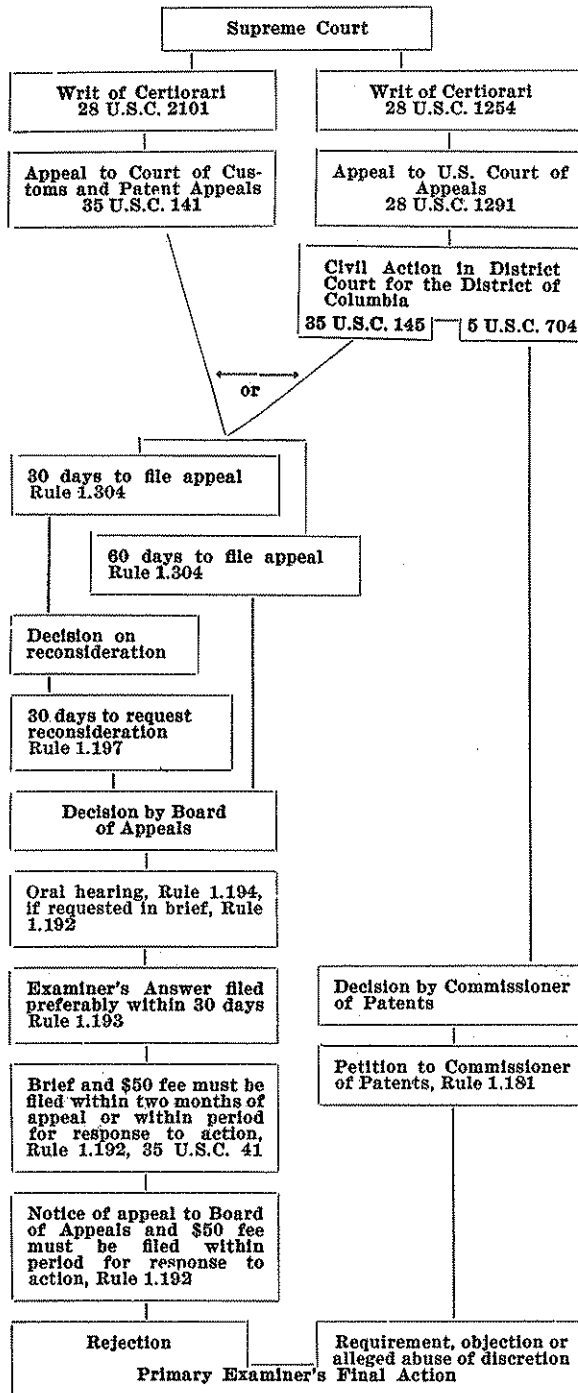 Supreme Court
Writ of Certiorari
28 U.S.C. 2101
Writ of Certiorari
28 U.S.C. 1254
Appeal to Court of Cus-
toms and Patent Appeals
35 U.S.C. 141
Appeal to U.S. Court of
Appeals
28 U.S.C. 1291
Civil Action in District
Court for the District of
Columbia
35 U.S.C. 145
5 U.S.C. 704
or
30 days to file appeal
Rule 1.304
60 days to file appeal
Rule 1.304
Decision on
reconsideration
30 days to request
reconsideration
Rule 1.197
Decision by Board
of Appeals
Oral hearing, Rule 1.194,
if requested in brief, Rule
1.192
Examiner's Answer filed
preferably within 30 days
Rule 1.193
Decision by Commissioner
of Patents
Brief and $50 fee must be
filed within two months of
appeal or within period
for response to action,
Rule 1.192, 35 U.S.C. 41
Petition to Commissioner
of Patents, Rule 1.181
Notice of appeal to Board
of Appeals and $50 fee
must be filed within
period for response to
action, Rule 1.192
Rejection
Requirement, objection or
alleged abuse of discretion
Primary Examiner's Final Action